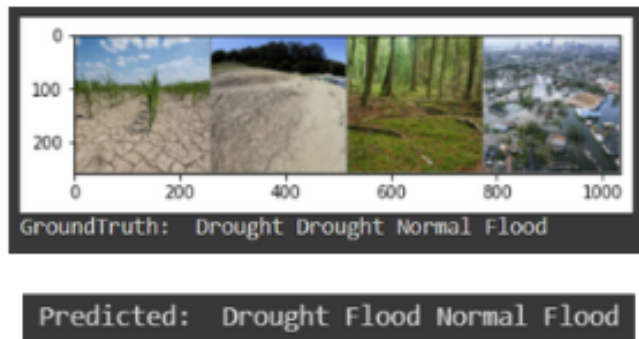 0
100
200
0 200 400 600 800 1000
GroundTruth: Drought Drought Normal Flood
Predicted: Drought Flood Normal Flood